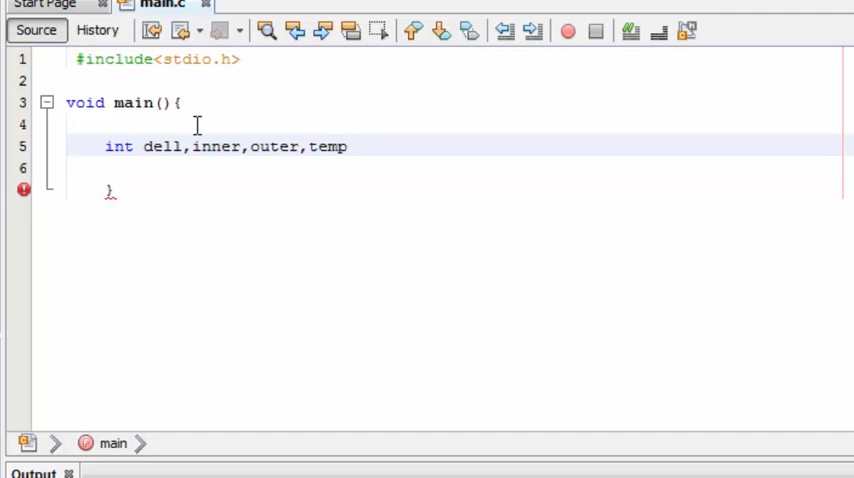 Start Page main.c
Source History
1 #include<stdio.h>
2
3 void main(){
4
5 int dell,inner,outer,temp
6
}
main
Output